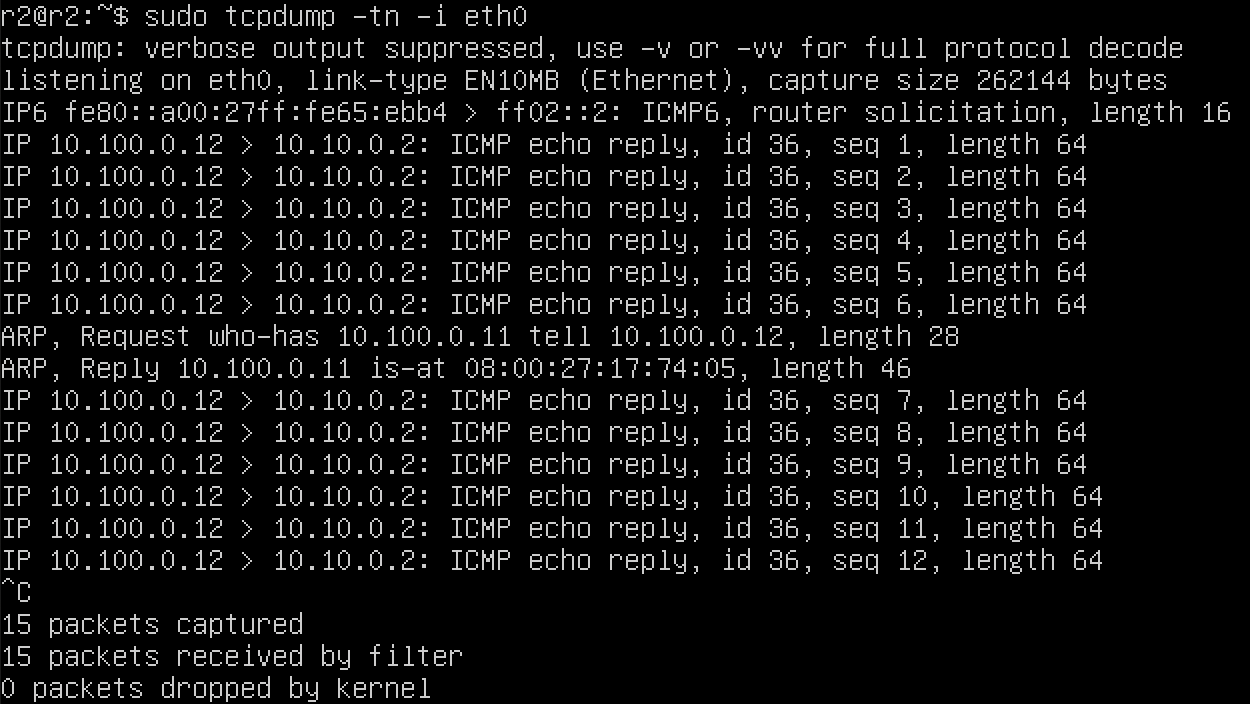 r2@r2:~$ sudo tcpdump -tn -i eth0
tcpdump: verbose output suppressed, use -v or -vv for full protocol decode
listening on eth0, link-type EN10MB (Ethernet), capture size 262144 bytes
IP6 fe80::a00:27ff:fe65:ebb4 > ff02::2: ICMP6, router solicitation, length 16
IP 10.100.0.12 > 10.10.0.2: ICMP echo reply, id 36, seq 1, length 64
IP 10.100.0.12 > 10.10.0.2: ICMP echo reply, id 36, seq 2, length 64
IP 10.100.0.12 > 10.10.0.2: ICMP echo reply, id 36, seq 3, length 64
IP 10.100.0.12 > 10.10.0.2: ICMP echo reply, id 36, seq 4, length 64
IP 10.100.0.12 > 10.10.0.2: ICMP echo reply, id 36, seq 5, length 64
IP 10.100.0.12 > 10.10.0.2: ICMP echo reply, id 36, seq 6, length 64
ARP, Request who-has 10.100.0.11 tell 10.100.0.12, length 28
ARP, Reply 10.100.0.11 is-at 08:00:27:17:74:05, length 46
IP 10.100.0.12 > 10.10.0.2: ICMP echo reply, id 36, seq 7, length 64
IP 10.100.0.12 > 10.10.0.2: ICMP echo reply, id 36, seq 8, length 64
IP 10.100.0.12 > 10.10.0.2: ICMP echo reply, id 36, seq 9, length 64
IP 10.100.0.12 > 10.10.0.2: ICMP echo reply, id 36, seq 10, length 64
IP 10.100.0.12 > 10.10.0.2: ICMP echo reply, id 36, seq 11, length 64
IP 10.100.0.12 > 10.10.0.2: ICMP echo reply, id 36, seq 12, length 64
^C
15 packets captured
15 packets received by filter
0 packets dropped by kernel